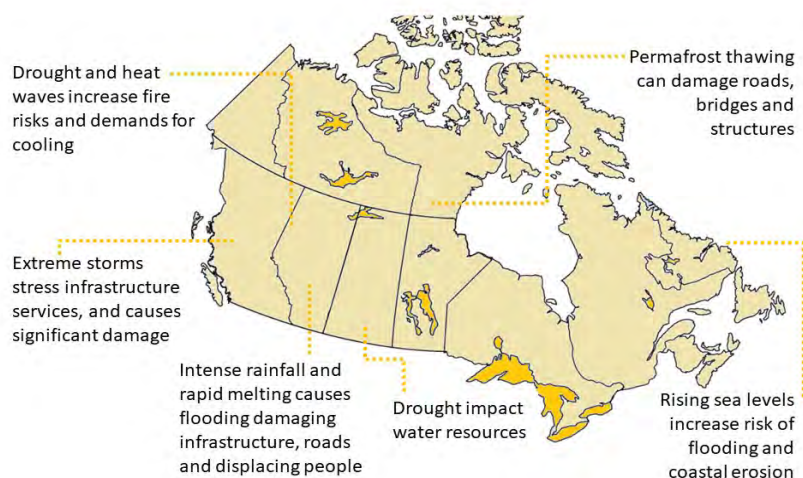 Drought and heat
waves increase fire
risks and demands for
cooling
Permafrost thawing
can damage roads,
bridges and
structures
Extreme storms
stress infrastructure
services, and causes
significant damage
Intense rainfall and
rapid melting causes
flooding damaging
infrastructure, roads
and displacing people
Drought impact
water resources
Rising sea levels
increase risk of
flooding and
coastal erosion